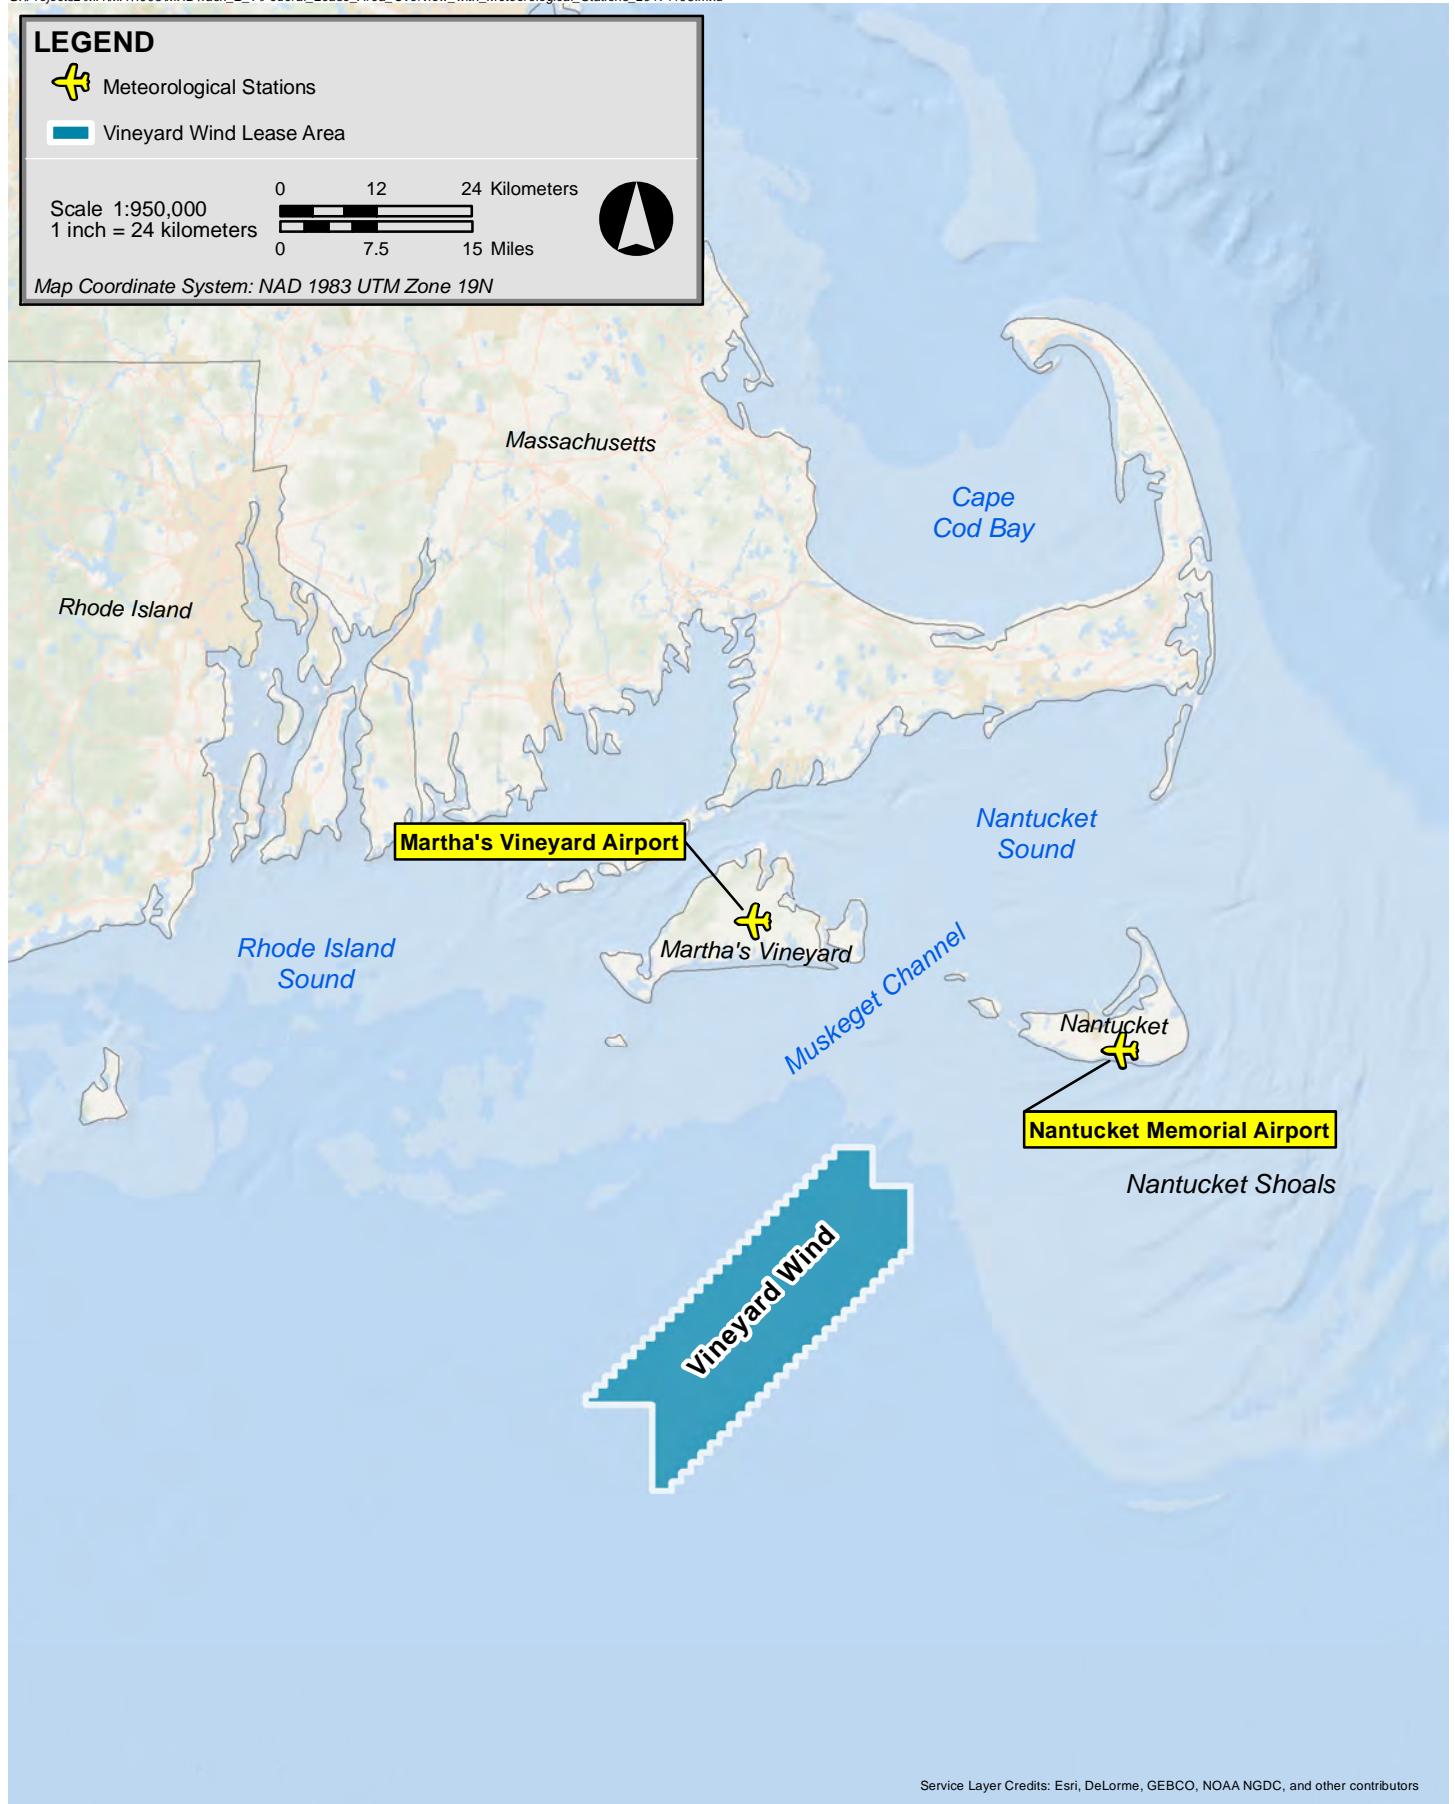 LEGEND
Meteorological Stations
Vineyard Wind Lease Area
0 12 24 Kilometers
Scale 1:950,000
1 inch = 24 kilometers
0 7.5 15 Miles
Map Coordinate System: NAD 1983 UTM Zone 19N
Massachusetts
Cape
Cod Bay
Rhode Island
Nantucket
Sound
Martha's Vineyard Airport
Rhode Island
Sound
Martha's Vineyard
Muskeget Channel
Nantucket
Nantucket Memorial Airport
Nantucket Shoals
Vineyard Wind
Service Layer Credits: Esri, DeLorme, GEBCO, NOAA NGDC, and other contributors